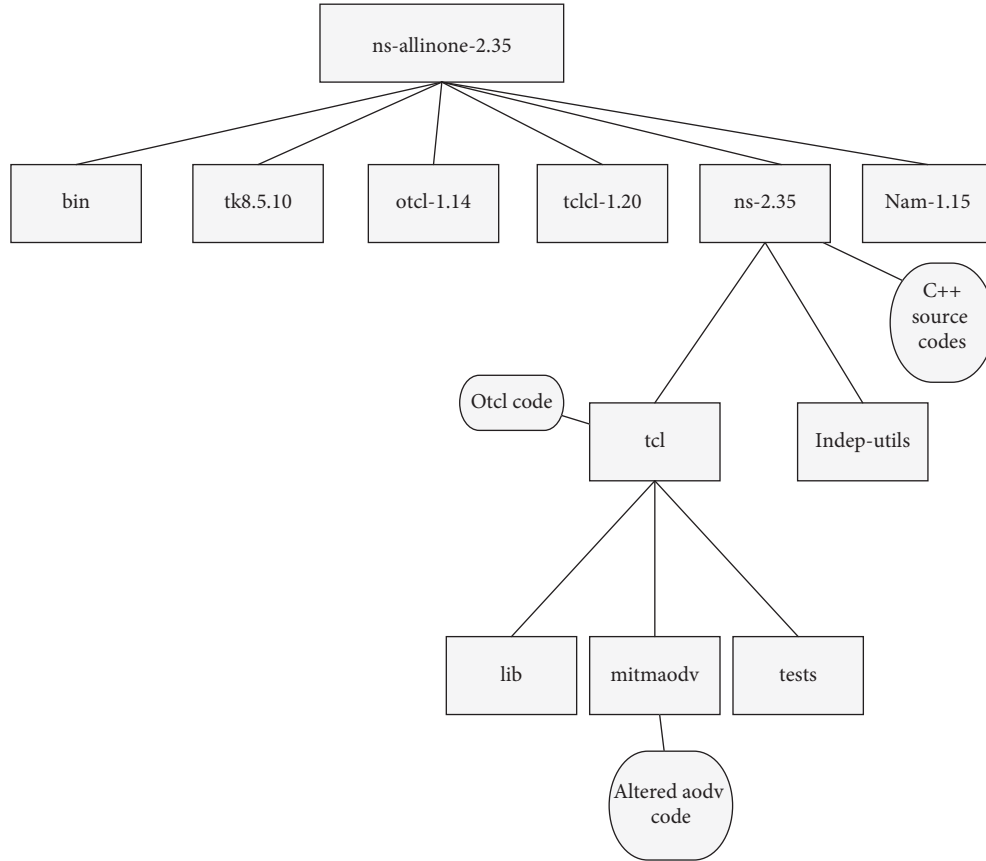 ns-allinone-2.35
bin
tk8.5.10
otcl-1.14
tclcl-1.20
ns-2.35
Nam-1.15
C++
source
codes
Otcl code
tcl
Indep-utils
lib
mitmaodv
tests
Altered aodv
code